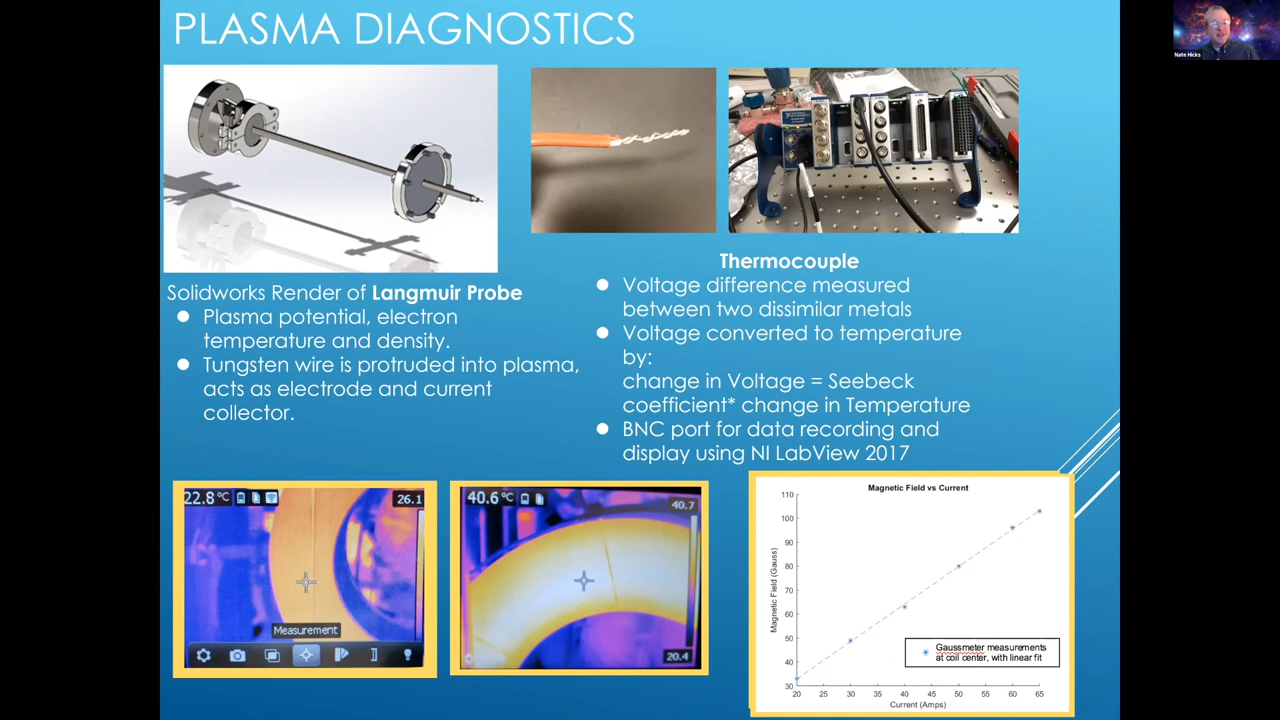 PLASMA DIAGNOSTICS
Nate Hicks
Solidworks Render of Langmuir Probe
Plasma potential, electron
temperature and density.
Tungsten wire is protruded into plasma,
acts as electrode and current
collector.
Thermocouple
Voltage difference measured
between two dissimilar metals
Voltage converted to temperature
by:
change in Voltage = Seebeck
coefficient* change in Temperature
BNC port for data recording and
display using NI LabView 2017
22.8 °C
26.1
Measurement
40.6 °C
40.7
20.4
Magnetic Field vs Current
Magnetic Field (Gauss)
110
100
90
80
70
60
50
40
30
Gaussmeter measurements
at coil center, with linear fit
20 25 30 35 40 45 50 55 60 65
Current (Amps)